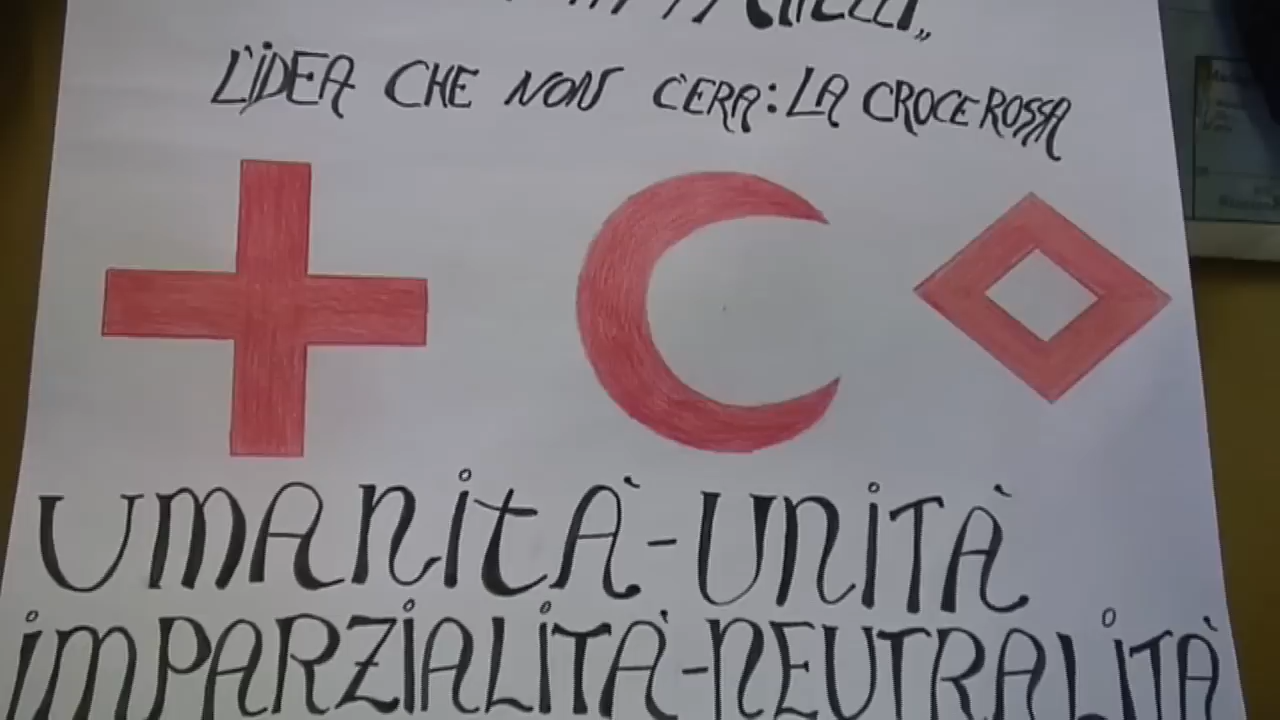 L'IDEA CHE NON C'ERA: LA CROCE ROSSA
UMANITÀ-UNITÀ
IMPARZIALITÀ-NEUTRALITÀ